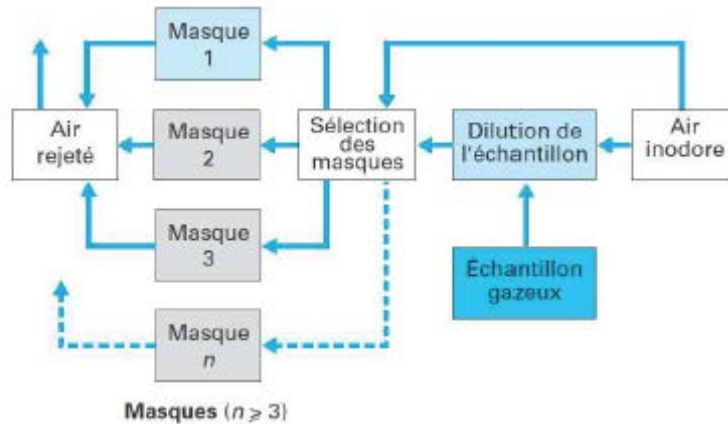 Masque
1
Air
rejeté
Masque
2
Sélection
des
masques
Dilution de
l'échantillon
Air
inodore
Masque
3
Échantillon
gazeux
Masque
n
Masques (n ⩾ 3)